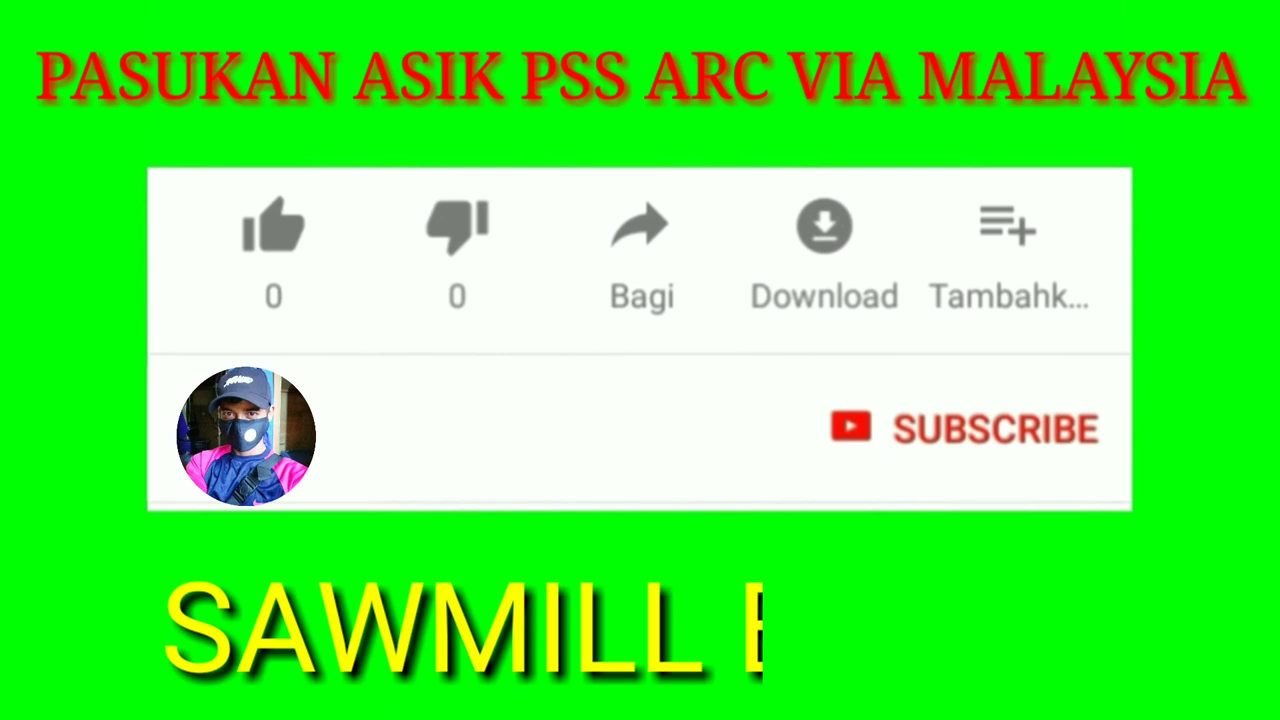 PASUKAN ASIK PSS ARC VIA MALAYSIA
0 0 Bagi Download Tambahk...
SUBSCRIBE
SAWMILL